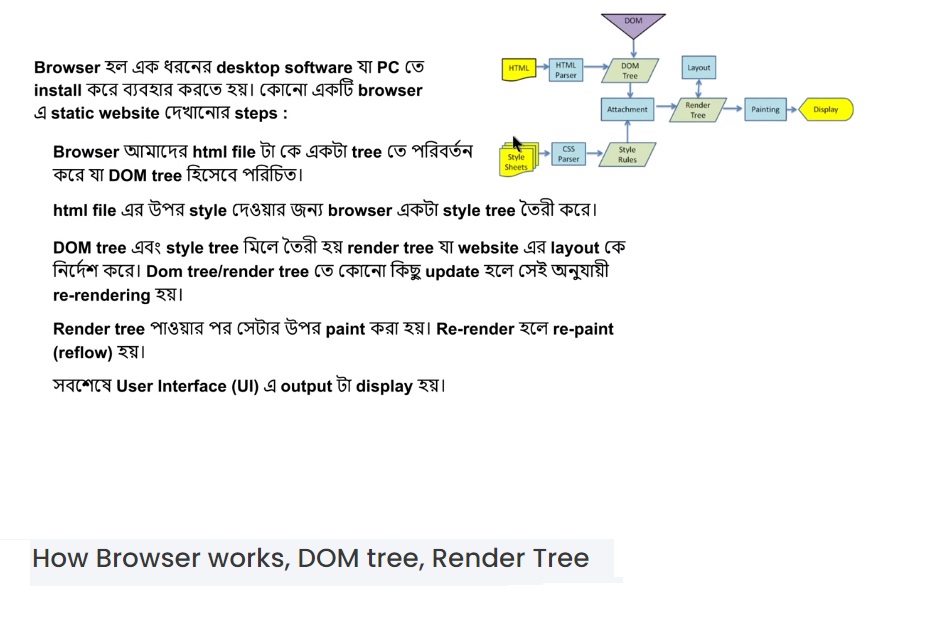 Browser হল এক ধরনের desktop software যা PC তে
install করে ব্যবহার করতে হয়। কোনো একটি browser
এ static website দেখানোর steps :
Browser আমাদের html file টা কে একটা tree তে পরিবর্তন
করে যা DOM tree হিসেবে পরিচিত।
html file এর উপর style দেওয়ার জন্য browser একটা style tree তৈরী করে।
DOM tree এবং style tree মিলে তৈরী হয় render tree যা website এর layout কে
নির্দেশ করে। Dom tree/render tree তে কোনো কিছু update হলে সেই অনুযায়ী
re-rendering হয়।
Render tree পাওয়ার পর সেটার উপর paint করা হয়। Re-render হলে re-paint
(reflow) হয়।
সবশেষে User Interface (UI) এ output টা display হয়।
DOM
HTML
HTML
Parser
DOM
Tree
Layout
Attachment
Render
Tree
Painting
Display
Style
Sheets
CSS
Parser
Style
Rules
How Browser works, DOM tree, Render Tree